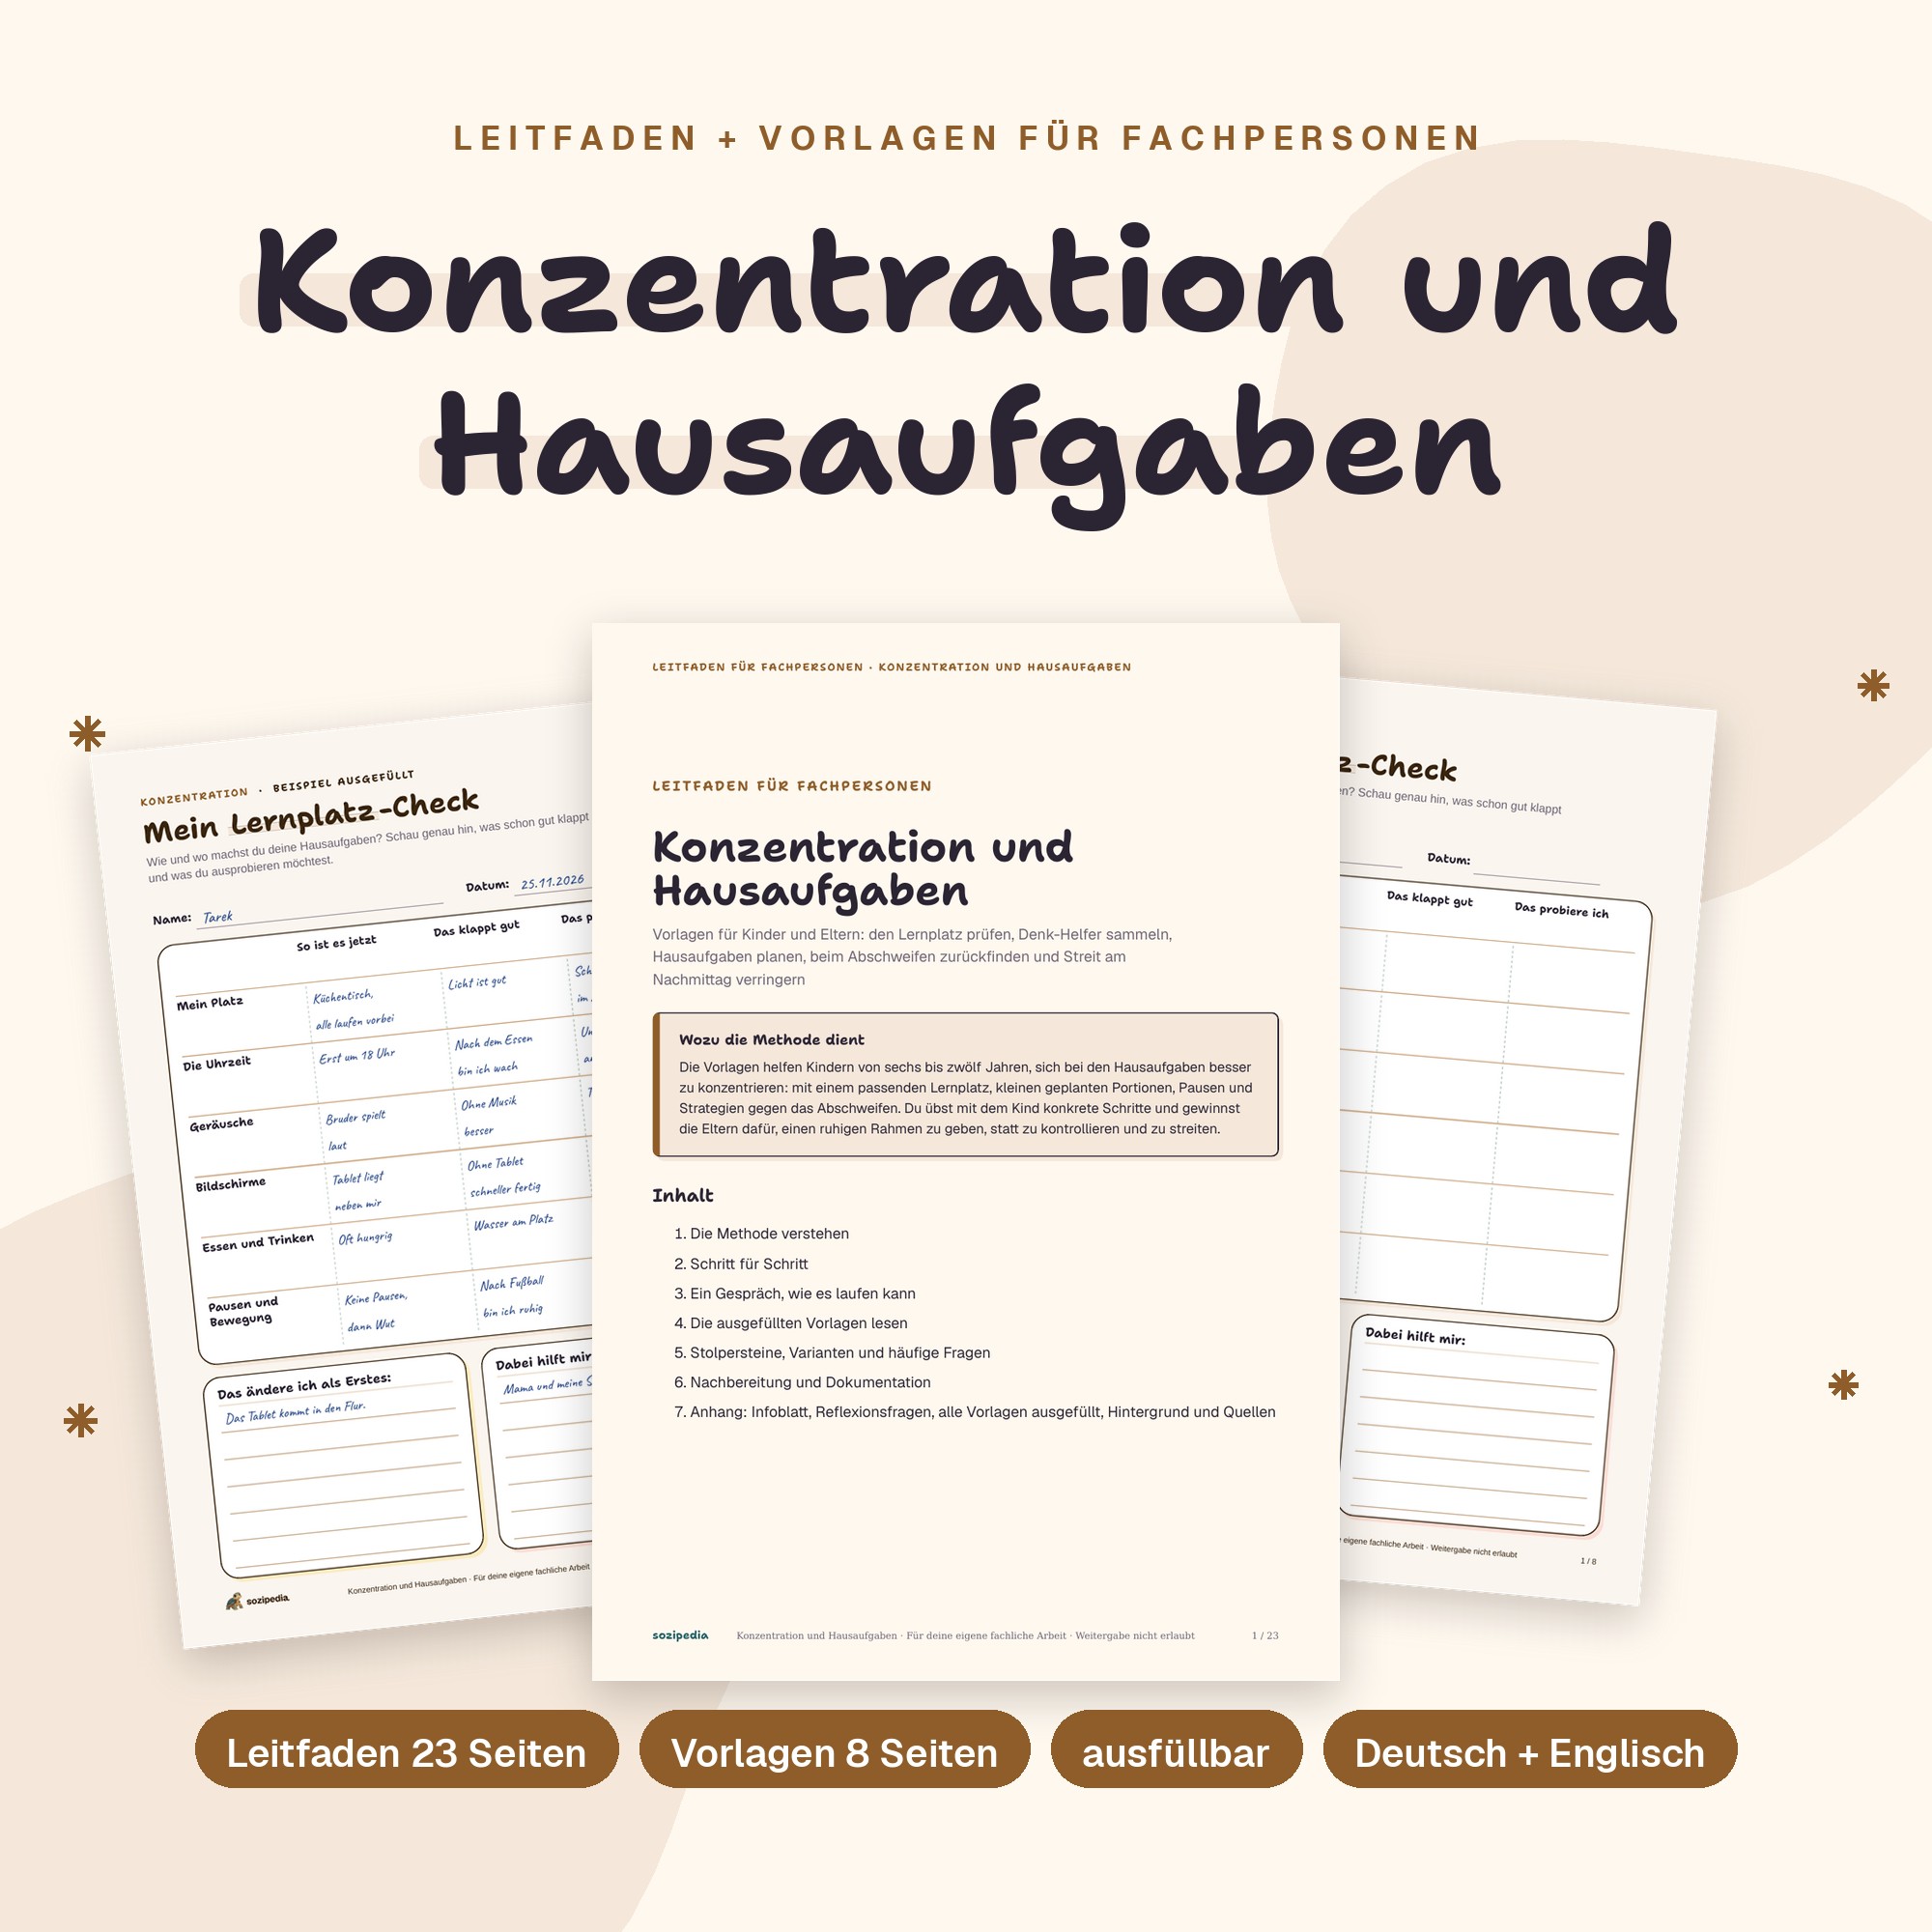 LEITFADEN + VORLAGEN FÜR FACHPERSONEN
Konzentration und
Hausaufgaben
KONZENTRATION · BEISPIEL AUSGEFÜLLT
Mein Lernplatz-Check
Wie und wo machst du deine Hausaufgaben? Schau genau hin, was schon gut klappt
und was du ausprobieren möchtest.
Name: Tarek
Datum: 25.11.2026
So ist es jetzt
Das klappt gut
Das
Mein Platz
Küchentisch,
alle laufen vorbei
Licht ist gut
im
Die Uhrzeit
Erst um 18 Uhr
Nach dem Essen
bin ich wach
Geräusche
Bruder spielt
laut
Ohne Musik
besser
Bildschirme
Tablet liegt
neben mir
Ohne Tablet
schneller fertig
Essen und Trinken
Oft hungrig
Wasser am Platz
Pausen und
Bewegung
Keine Pausen,
dann Wut
Nach Fußball
bin ich ruhig
Das ändere ich als Erstes:
Das Tablet kommt in den Flur.
Dabei hilft mir
Mama und meine
sozipedia
Konzentration und Hausaufgaben · Für deine eigene fachliche Arbeit
LEITFADEN FÜR FACHPERSONEN · KONZENTRATION UND HAUSAUFGABEN
LEITFADEN FÜR FACHPERSONEN
Konzentration und
Hausaufgaben
Vorlagen für Kinder und Eltern: den Lernplatz prüfen, Denk-Helfer sammeln,
Hausaufgaben planen, beim Abschweifen zurückfinden und Streit am
Nachmittag verringern
Wozu die Methode dient
Die Vorlagen helfen Kindern von sechs bis zwölf Jahren, sich bei den Hausaufgaben besser
zu konzentrieren: mit einem passenden Lernplatz, kleinen geplanten Portionen, Pausen und
Strategien gegen das Abschweifen. Du übst mit dem Kind konkrete Schritte und gewinnst
die Eltern dafür, einen ruhigen Rahmen zu geben, statt zu kontrollieren und zu streiten.
Inhalt
1. Die Methode verstehen
2. Schritt für Schritt
3. Ein Gespräch, wie es laufen kann
4. Die ausgefüllten Vorlagen lesen
5. Stolpersteine, Varianten und häufige Fragen
6. Nachbereitung und Dokumentation
7. Anhang: Infoblatt, Reflexionsfragen, alle Vorlagen ausgefüllt, Hintergrund und Quellen
sozipedia
Konzentration und Hausaufgaben · Für deine eigene fachliche Arbeit · Weitergabe nicht erlaubt
1 / 23
z-Check
en? Schau genau hin, was schon gut klappt
Datum:
Das klappt gut
Das probiere ich
Dabei hilft mir:
eigene fachliche Arbeit · Weitergabe nicht erlaubt
1 / 8
Leitfaden 23 Seiten
Vorlagen 8 Seiten
ausfüllbar
Deutsch + Englisch